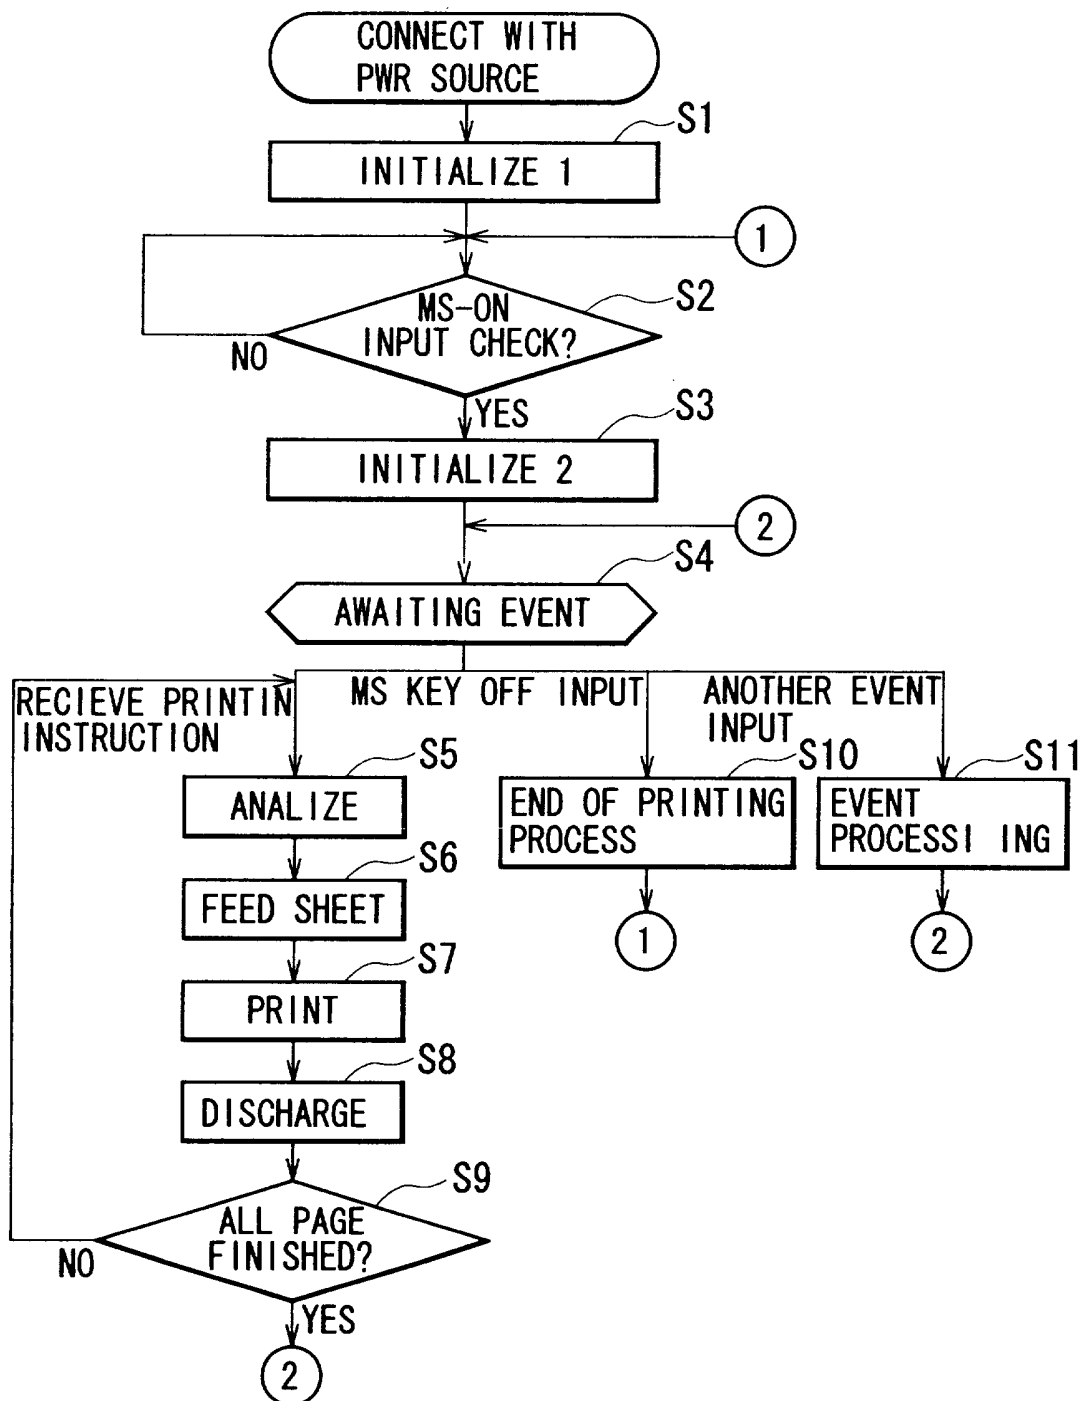 CONNECT WITH
PWR SOURCE
S1
INITIALIZE 1
1
S2
MS-ON
INPUT CHECK?
NO
YES
S3
INITIALIZE 2
2
S4
AWAITING EVENT
RECIEVE PRINTIN
INSTRUCTION
MS KEY OFF INPUT
ANOTHER EVENT
INPUT
S5
ANALIZE
S10
END OF PRINTING
PROCESS
S11
EVENT
PROCESSI ING
S6
FEED SHEET
1
2
S7
PRINT
S8
DISCHARGE
S9
ALL PAGE
FINISHED?
NO
YES
2